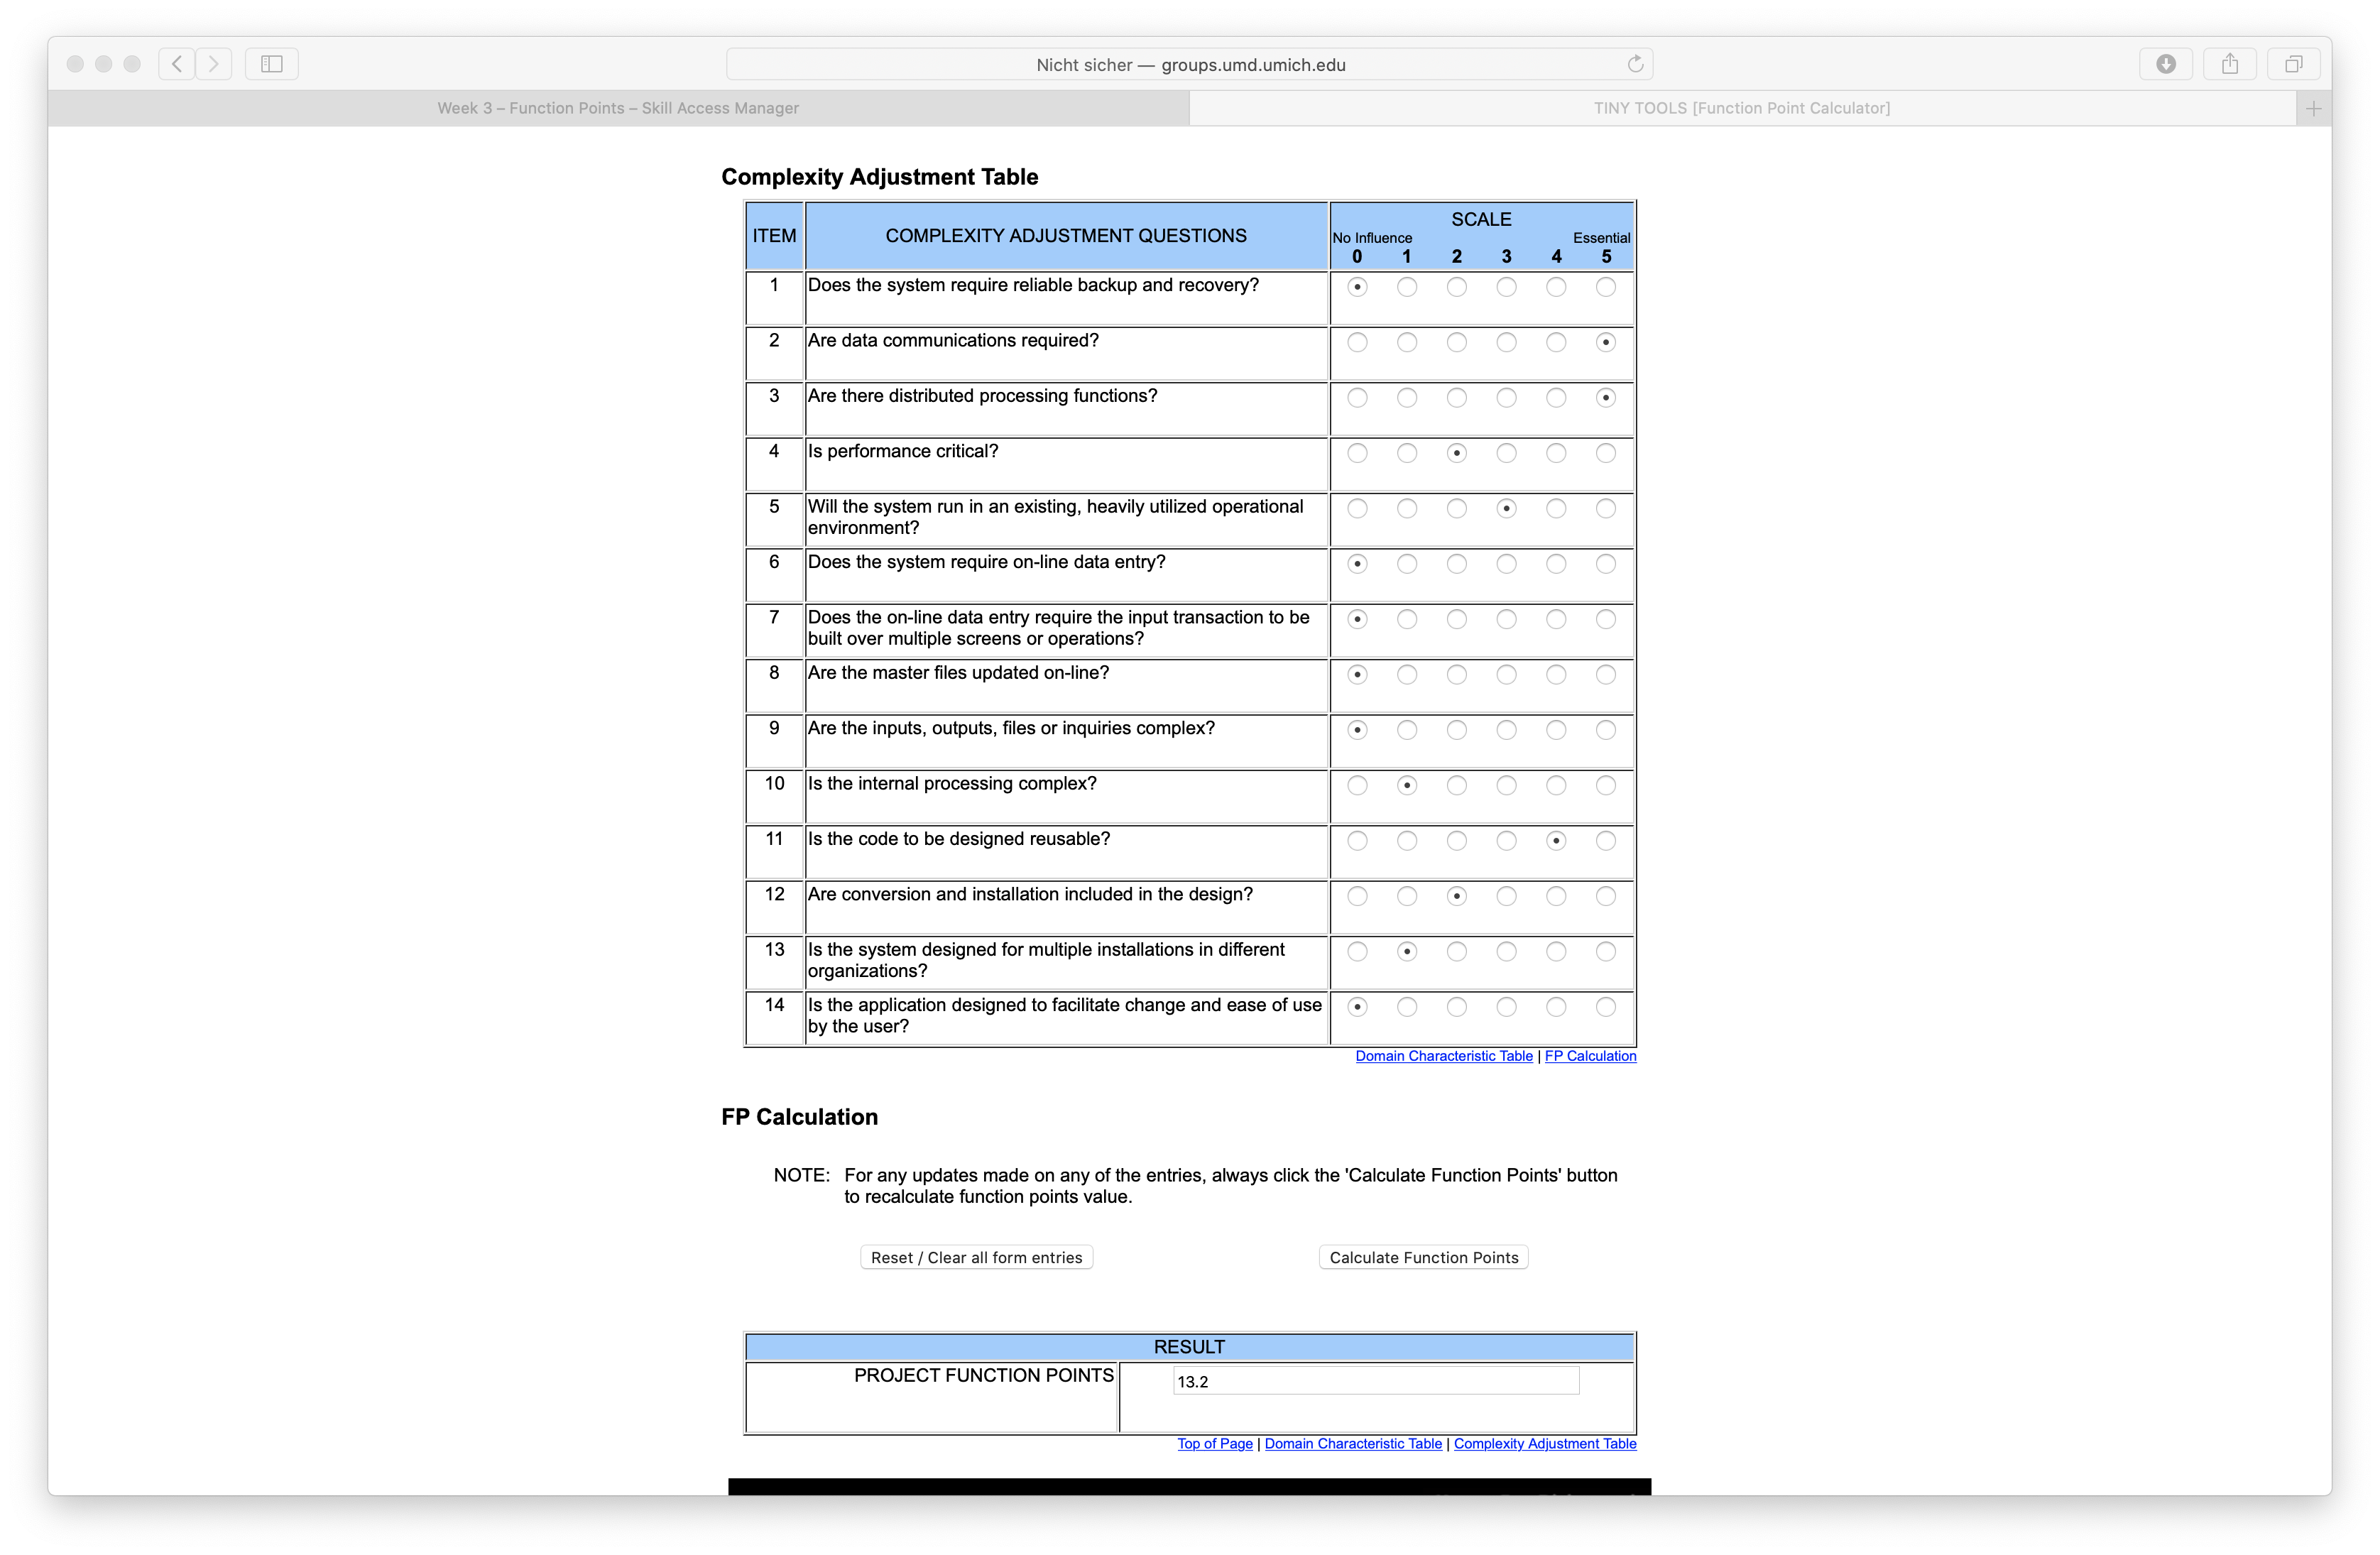 Nicht sicher — groups.umd.umich.edu
Week 3 – Function Points – Skill Access Manager
TINY TOOLS [Function Point Calculator]
Complexity Adjustment Table
ITEM
COMPLEXITY ADJUSTMENT QUESTIONS
SCALE
No Influence Essential
0 1 2 3 4 5
1 Does the system require reliable backup and recovery?
2 Are data communications required?
3 Are there distributed processing functions?
4 Is performance critical?
5 Will the system run in an existing, heavily utilized operational
environment?
6 Does the system require on-line data entry?
7 Does the on-line data entry require the input transaction to be
built over multiple screens or operations?
8 Are the master files updated on-line?
9 Are the inputs, outputs, files or inquiries complex?
10 Is the internal processing complex?
11 Is the code to be designed reusable?
12 Are conversion and installation included in the design?
13 Is the system designed for multiple installations in different
organizations?
14 Is the application designed to facilitate change and ease of use
by the user?
Domain Characteristic Table | FP Calculation
FP Calculation
NOTE: For any updates made on any of the entries, always click the 'Calculate Function Points' button
to recalculate function points value.
Reset / Clear all form entries
Calculate Function Points
RESULT
PROJECT FUNCTION POINTS 13.2
Top of Page | Domain Characteristic Table | Complexity Adjustment Table